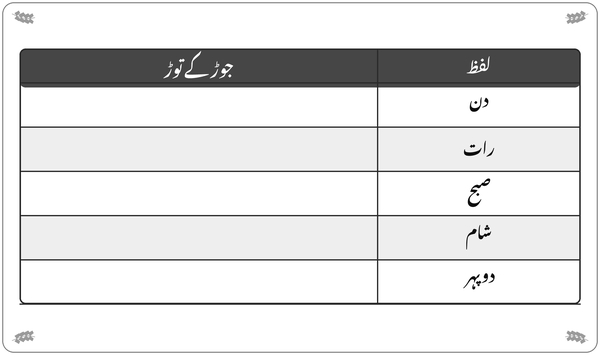 لفظ جوڑ کے توڑ
دن
رات
صبح
شام
دوپہر